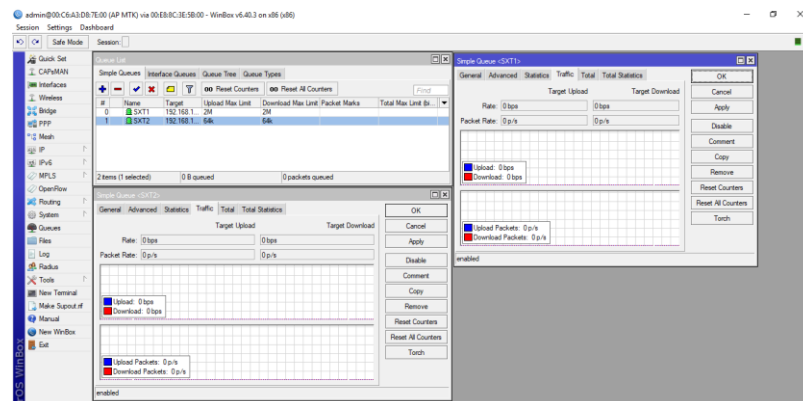 admin@00:C6:A3:D8:7E:00 (AP MTK) via 00:E8:8C:3E:5B:00 - WinBox v6.40.3 on x86 (x86)
Session Settings Dashboard
Safe Mode Session:
Quick Set
CAPsMAN
Interfaces
Wireless
Bridge
PPP
Mesh
IP
IPv6
MPLS
OpenFlow
Routing
System
Queues
Files
Log
Radius
Tools
New Terminal
Make Supout.rif
Manual
New WinBox
Exit
OS WinBox
Queue List
Simple Queues Interface Queues Queue Tree Queue Types
00 Reset Counters 00 Reset All Counters Find
# Name Target Upload Max Limit Download Max Limit Packet Marks Total Max Limit (bi...
0 SXT1 192.168.1... 2M 2M
1 SXT2 192.168.1... 64k 64k
2 items (1 selected) 0 B queued 0 packets queued
Simple Queue <SXT2>
General Advanced Statistics Traffic Total Total Statistics
Target Upload Target Download
Rate: 0 bps 0 bps
Packet Rate: 0 p/s 0 p/s
Upload: 0 bps
Download: 0 bps
Upload Packets: 0 p/s
Download Packets: 0 p/s
OK
Cancel
Apply
Disable
Comment
Copy
Remove
Reset Counters
Reset All Counters
Torch
enabled
Simple Queue <SXT1>
General Advanced Statistics Traffic Total Total Statistics
Target Upload Target Download
Rate: 0 bps 0 bps
Packet Rate: 0 p/s 0 p/s
Upload: 0 bps
Download: 0 bps
Upload Packets: 0 p/s
Download Packets: 0 p/s
OK
Cancel
Apply
Disable
Comment
Copy
Remove
Reset Counters
Reset All Counters
Torch
enabled